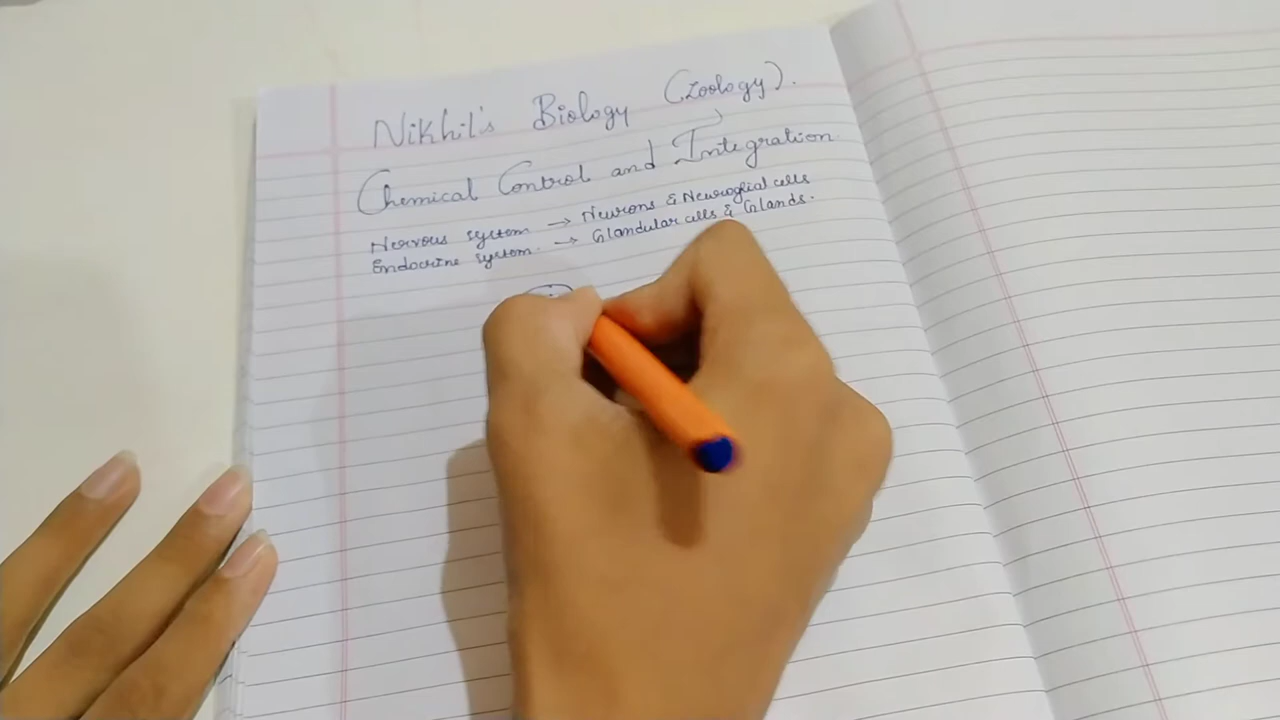 Nikhil's Biology (Zoology).
Chemical Control and Integration
Nervous system → Neurons & Neuroglial cells
Endocrine system. → Glandular cells & Glands.